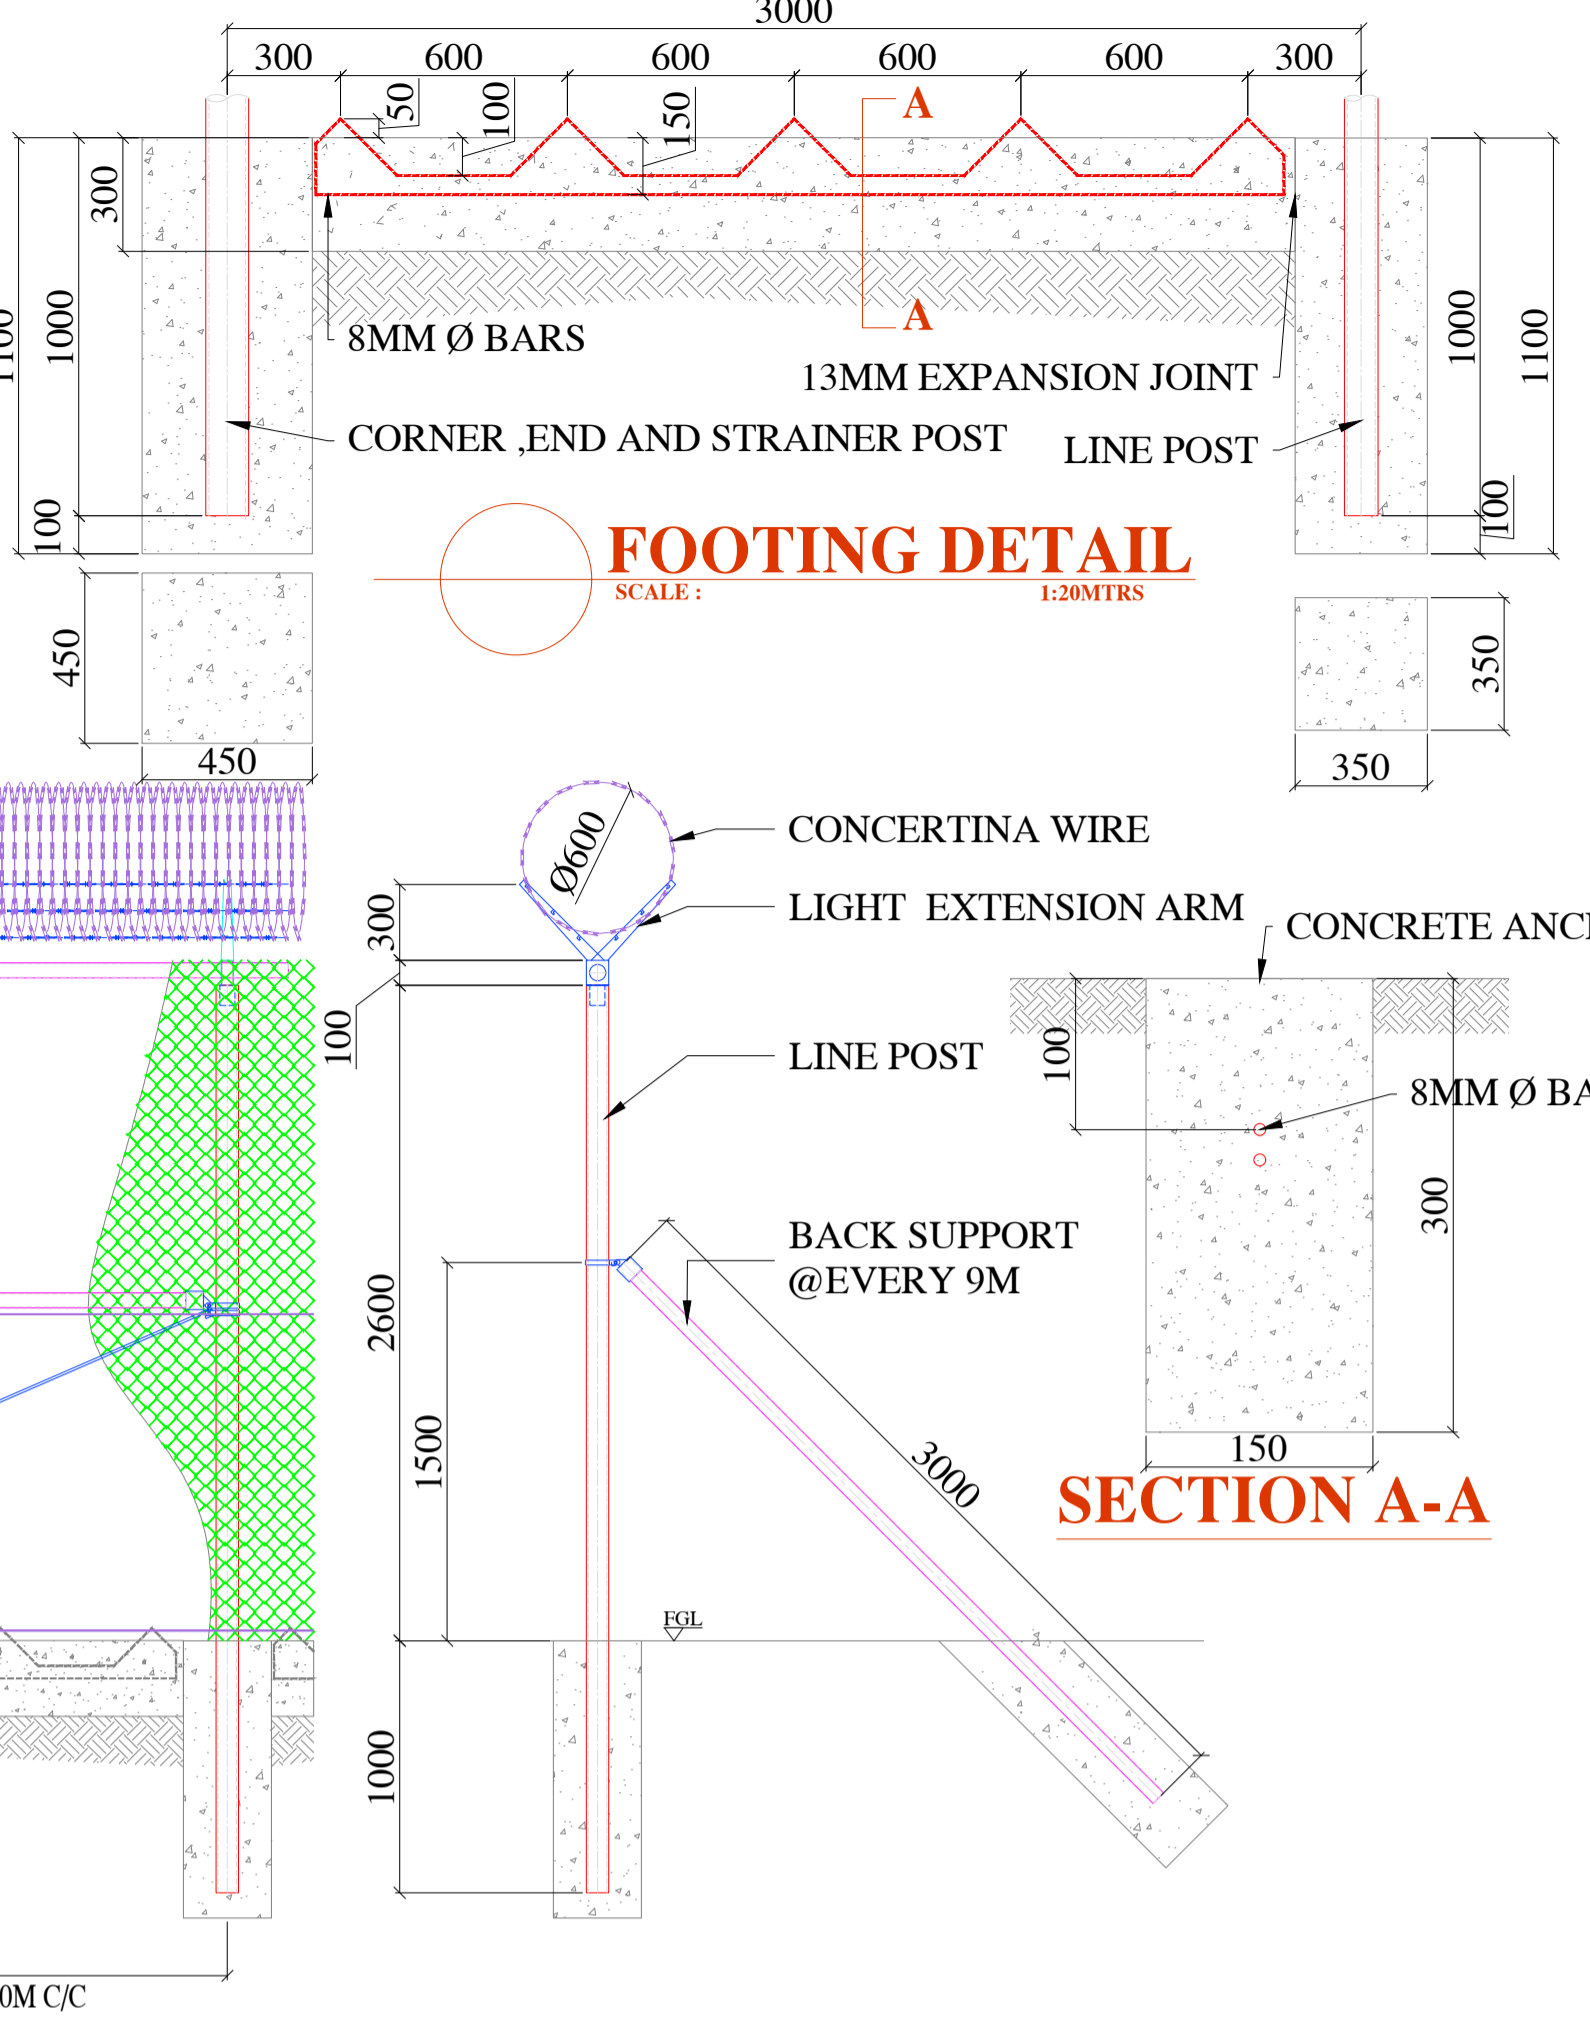 3000
300
600
600
600
600
300
50
100
150
A
300
1000
1100
8MM Ø BARS
A
13MM EXPANSION JOINT
1000
1100
CORNER ,END AND STRAINER POST
LINE POST
100
100
FOOTING DETAIL
SCALE :
1:20MTRS
450
450
350
350
Ø600
CONCERTINA WIRE
300
LIGHT EXTENSION ARM
CONCRETE
100
100
LINE POST
8MM Ø
BACK SUPPORT
@EVERY 9M
300
2600
1500
3000
150
SECTION A-A
FGL
1000
0M C/C